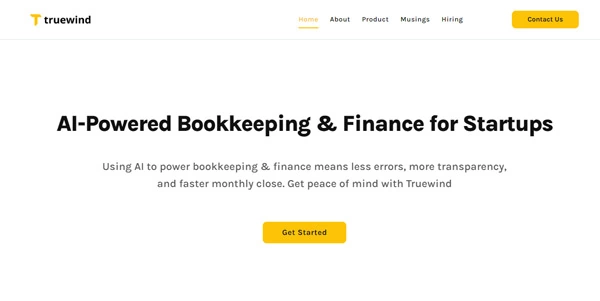 truewind
Home About Product Musings Hiring
Contact Us
AI-Powered Bookkeeping & Finance for Startups
Using AI to power bookkeeping & finance means less errors, more transparency,
and faster monthly close. Get peace of mind with Truewind
Get Started